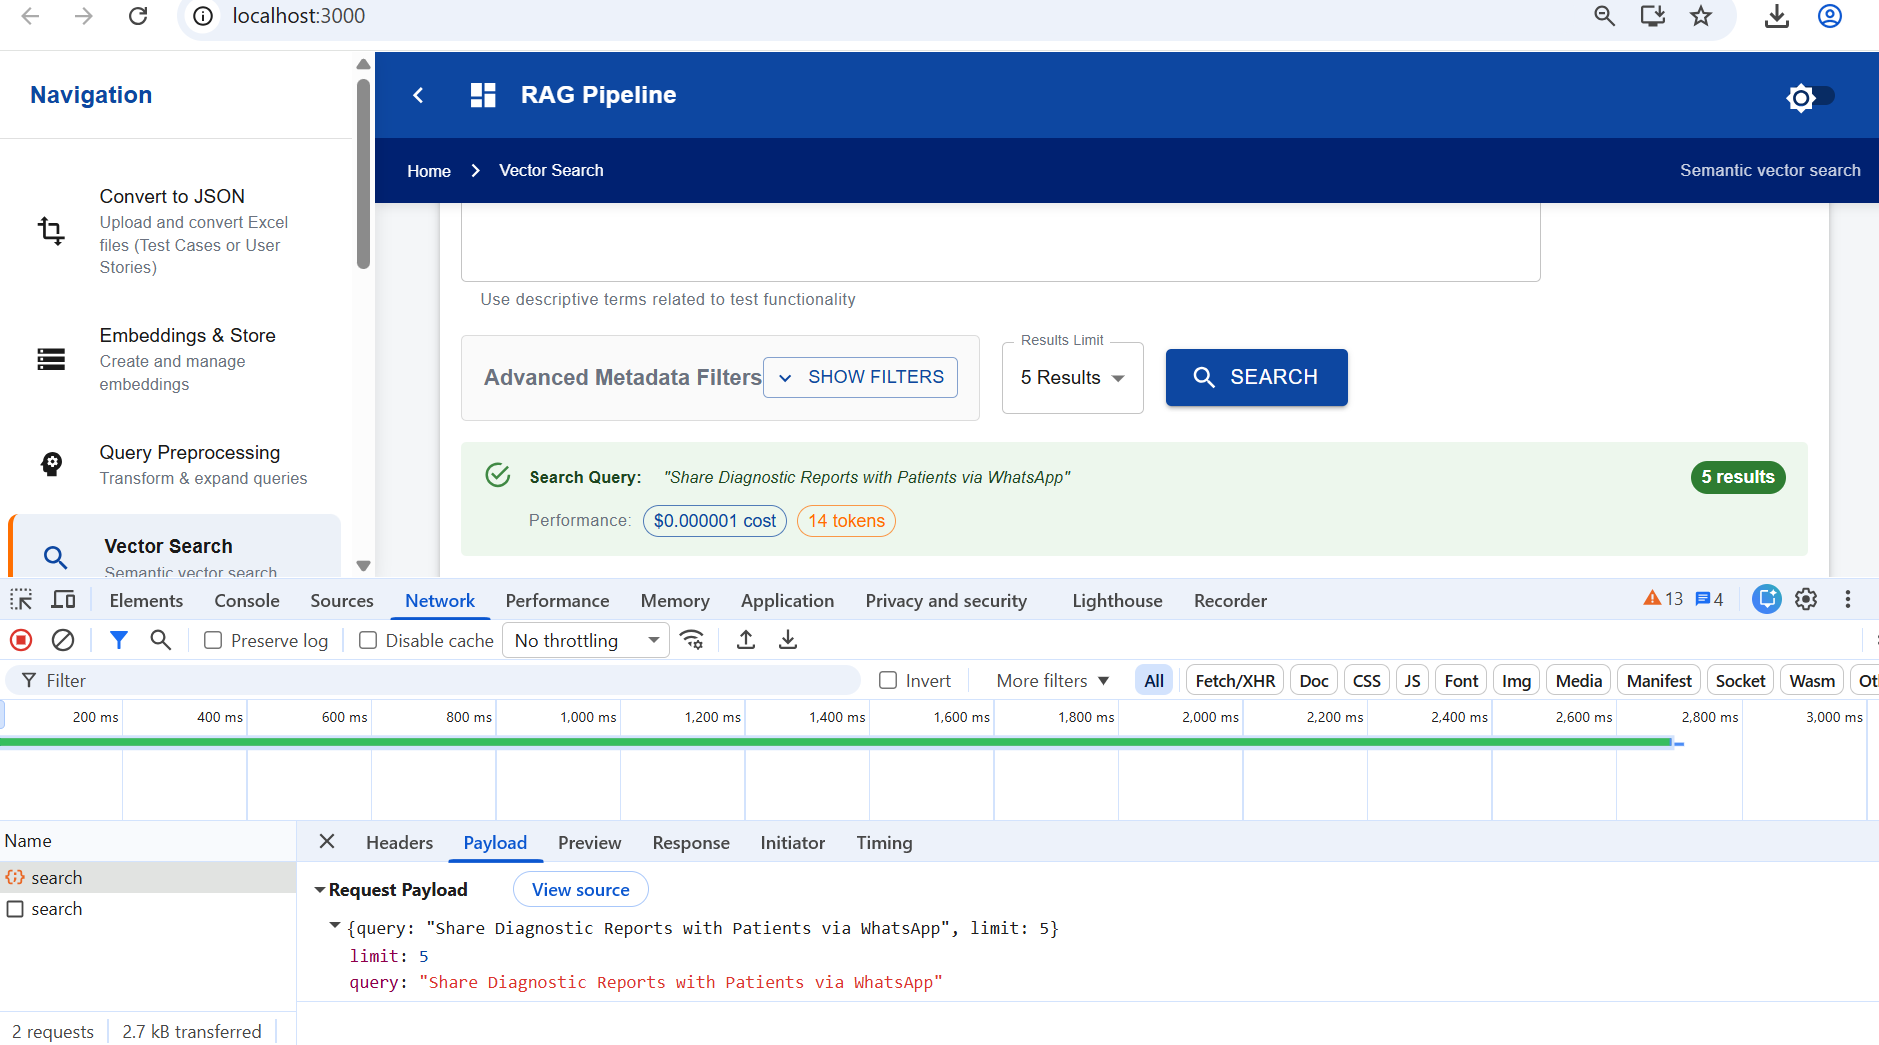 localhost:3000
Navigation
Convert to JSON
Upload and convert Excel
files (Test Cases or User
Stories)
Embeddings & Store
Create and manage
embeddings
Query Preprocessing
Transform & expand queries
Vector Search
Semantic vector search
RAG Pipeline
Home Vector Search Semantic vector search
Use descriptive terms related to test functionality
Advanced Metadata Filters SHOW FILTERS
Results Limit
5 Results
SEARCH
Search Query: "Share Diagnostic Reports with Patients via WhatsApp" 5 results
Performance: $0.000001 cost 14 tokens
Elements Console Sources Network Performance Memory Application Privacy and security Lighthouse Recorder 13 4
Preserve log Disable cache No throttling
Filter Invert More filters All Fetch/XHR Doc CSS JS Font Img Media Manifest Socket Wasm Ot
200 ms 400 ms 600 ms 800 ms 1,000 ms 1,200 ms 1,400 ms 1,600 ms 1,800 ms 2,000 ms 2,200 ms 2,400 ms 2,600 ms 2,800 ms 3,000 ms
Name
search
search
2 requests 2.7 kB transferred
Headers Payload Preview Response Initiator Timing
Request Payload View source
{query: "Share Diagnostic Reports with Patients via WhatsApp", limit: 5}
limit: 5
query: "Share Diagnostic Reports with Patients via WhatsApp"